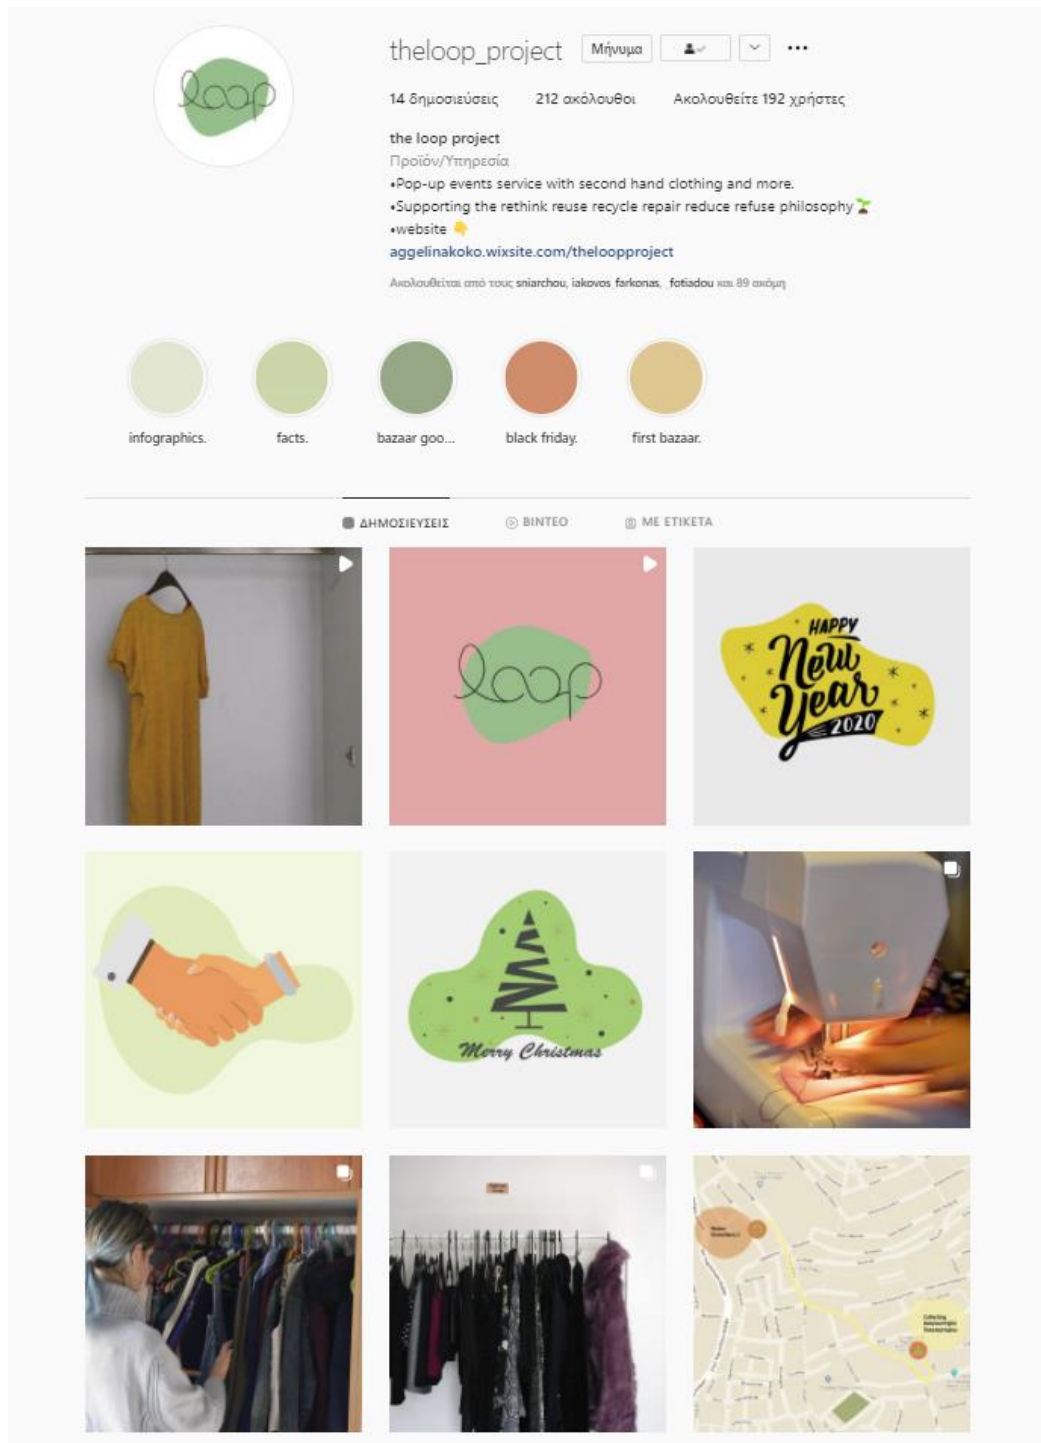 loop
theloop_project Μήνυμα
14 δημοσιεύσεις 212 ακόλουθοι Ακολουθείτε 192 χρήστες
the loop project
Προϊόν/Υπηρεσία
•Pop-up events service with second hand clothing and more.
•Supporting the rethink reuse recycle repair reduce refuse philosophy
•website
aggelinakoko.wixsite.com/theloopproject
Ακολουθείται από τους sniarchou, iakovos farkonas, fotiadou και 89 ακόμη
infographics. facts. bazaar goo... black friday. first bazaar.
ΔΗΜΟΣΙΕΥΣΕΙΣ ΒΙΝΤΕΟ ΜΕ ΕΤΙΚΕΤΑ
loop
HAPPY
New
Year
2020
Merry Christmas